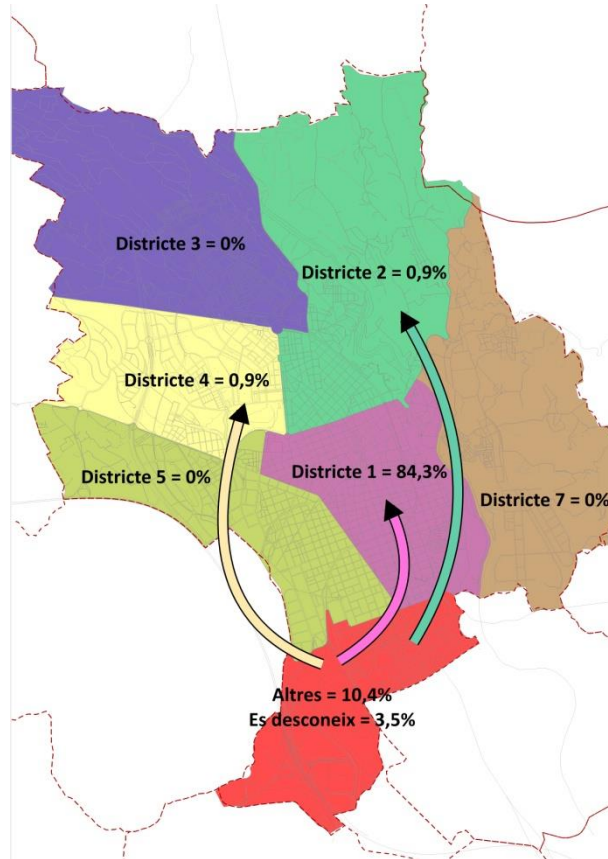 Districte 3 = 0%
Districte 2 = 0,9%
Districte 4 = 0,9%
Districte 5 = 0%
Districte 1 = 84,3%
Districte 7 = 0%
Altres = 10,4%
Es desconeix = 3,5%